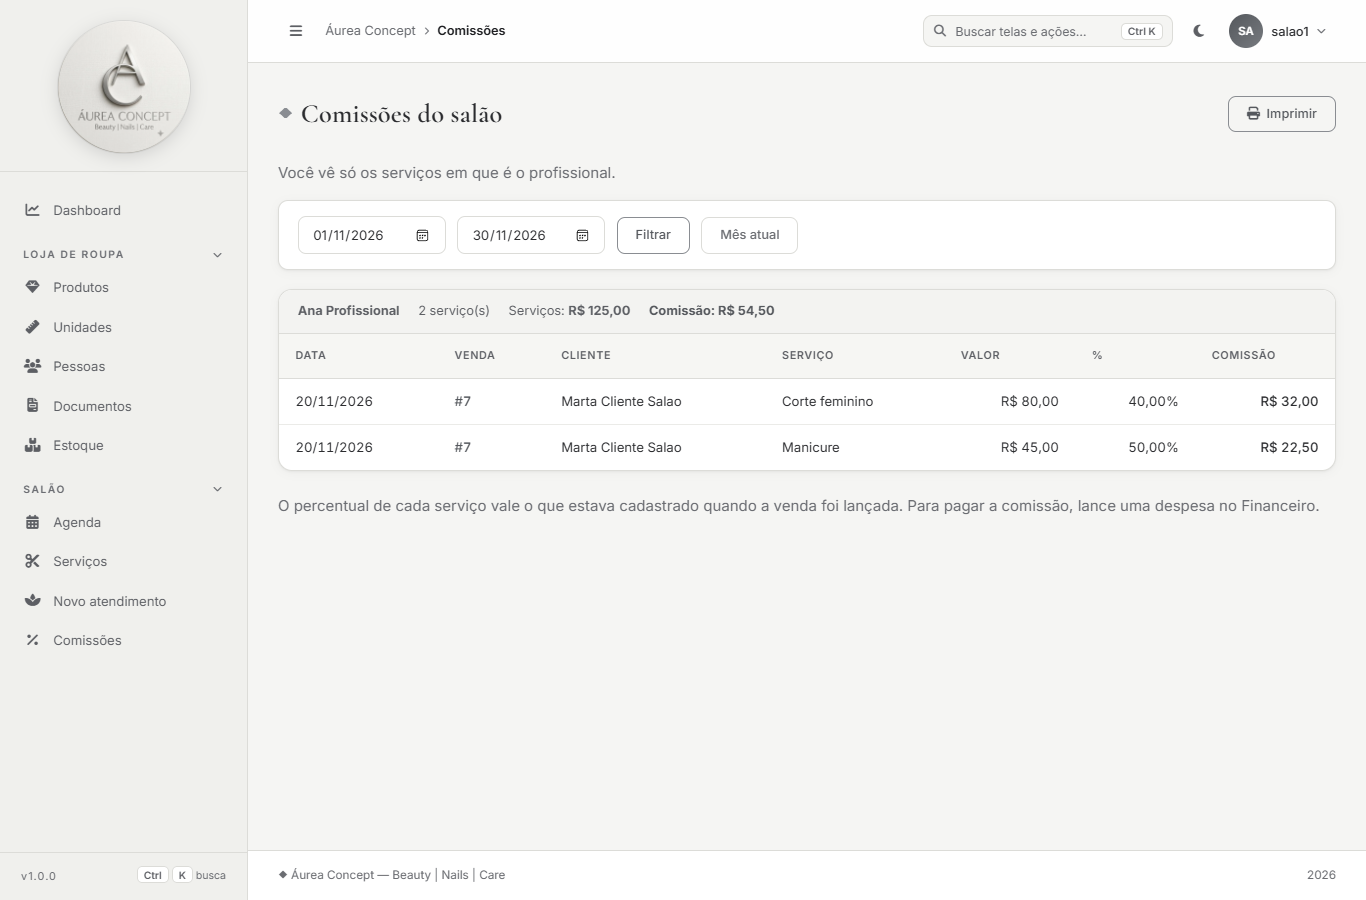 ÁUREA CONCEPT
Beauty | Nails | Care
Dashboard
LOJA DE ROUPA
Produtos
Unidades
Pessoas
Documentos
Estoque
SALÃO
Agenda
Serviços
Novo atendimento
Comissões
v1.0.0
Ctrl K busca
Áurea Concept › Comissões
Buscar telas e ações... Ctrl K
SA salao1
Comissões do salão
Imprimir
Você vê só os serviços em que é o profissional.
01/11/2026 30/11/2026 Filtrar Mês atual
Ana Profissional 2 serviço(s) Serviços: R$ 125,00 Comissão: R$ 54,50
DATA VENDA CLIENTE SERVIÇO VALOR % COMISSÃO
20/11/2026 #7 Marta Cliente Salao Corte feminino R$ 80,00 40,00% R$ 32,00
20/11/2026 #7 Marta Cliente Salao Manicure R$ 45,00 50,00% R$ 22,50
O percentual de cada serviço vale o que estava cadastrado quando a venda foi lançada. Para pagar a comissão, lance uma despesa no Financeiro.
Áurea Concept — Beauty | Nails | Care
2026